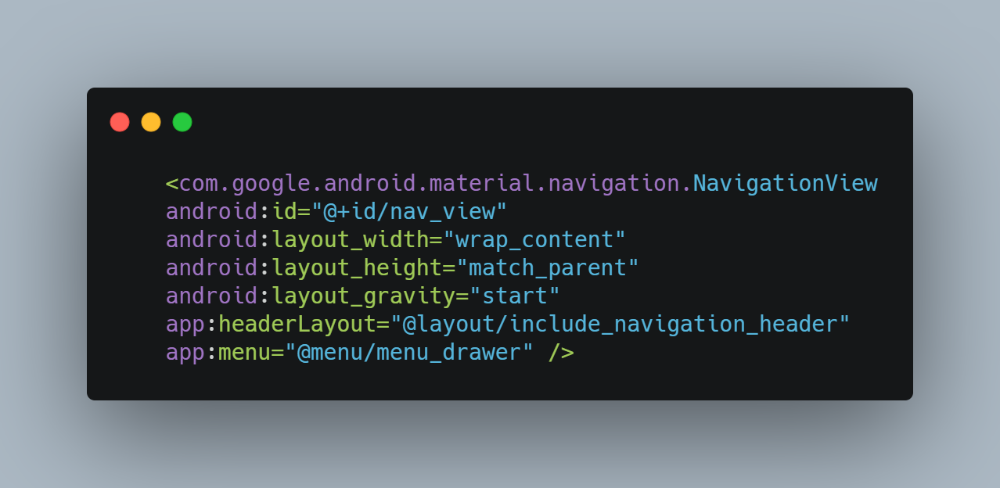 <com.google.android.material.navigation.NavigationView
android:id="@+id/nav_view"
android:layout_width="wrap_content"
android:layout_height="match_parent"
android:layout_gravity="start"
app:headerLayout="@layout/include_navigation_header"
app:menu="@menu/menu_drawer" />